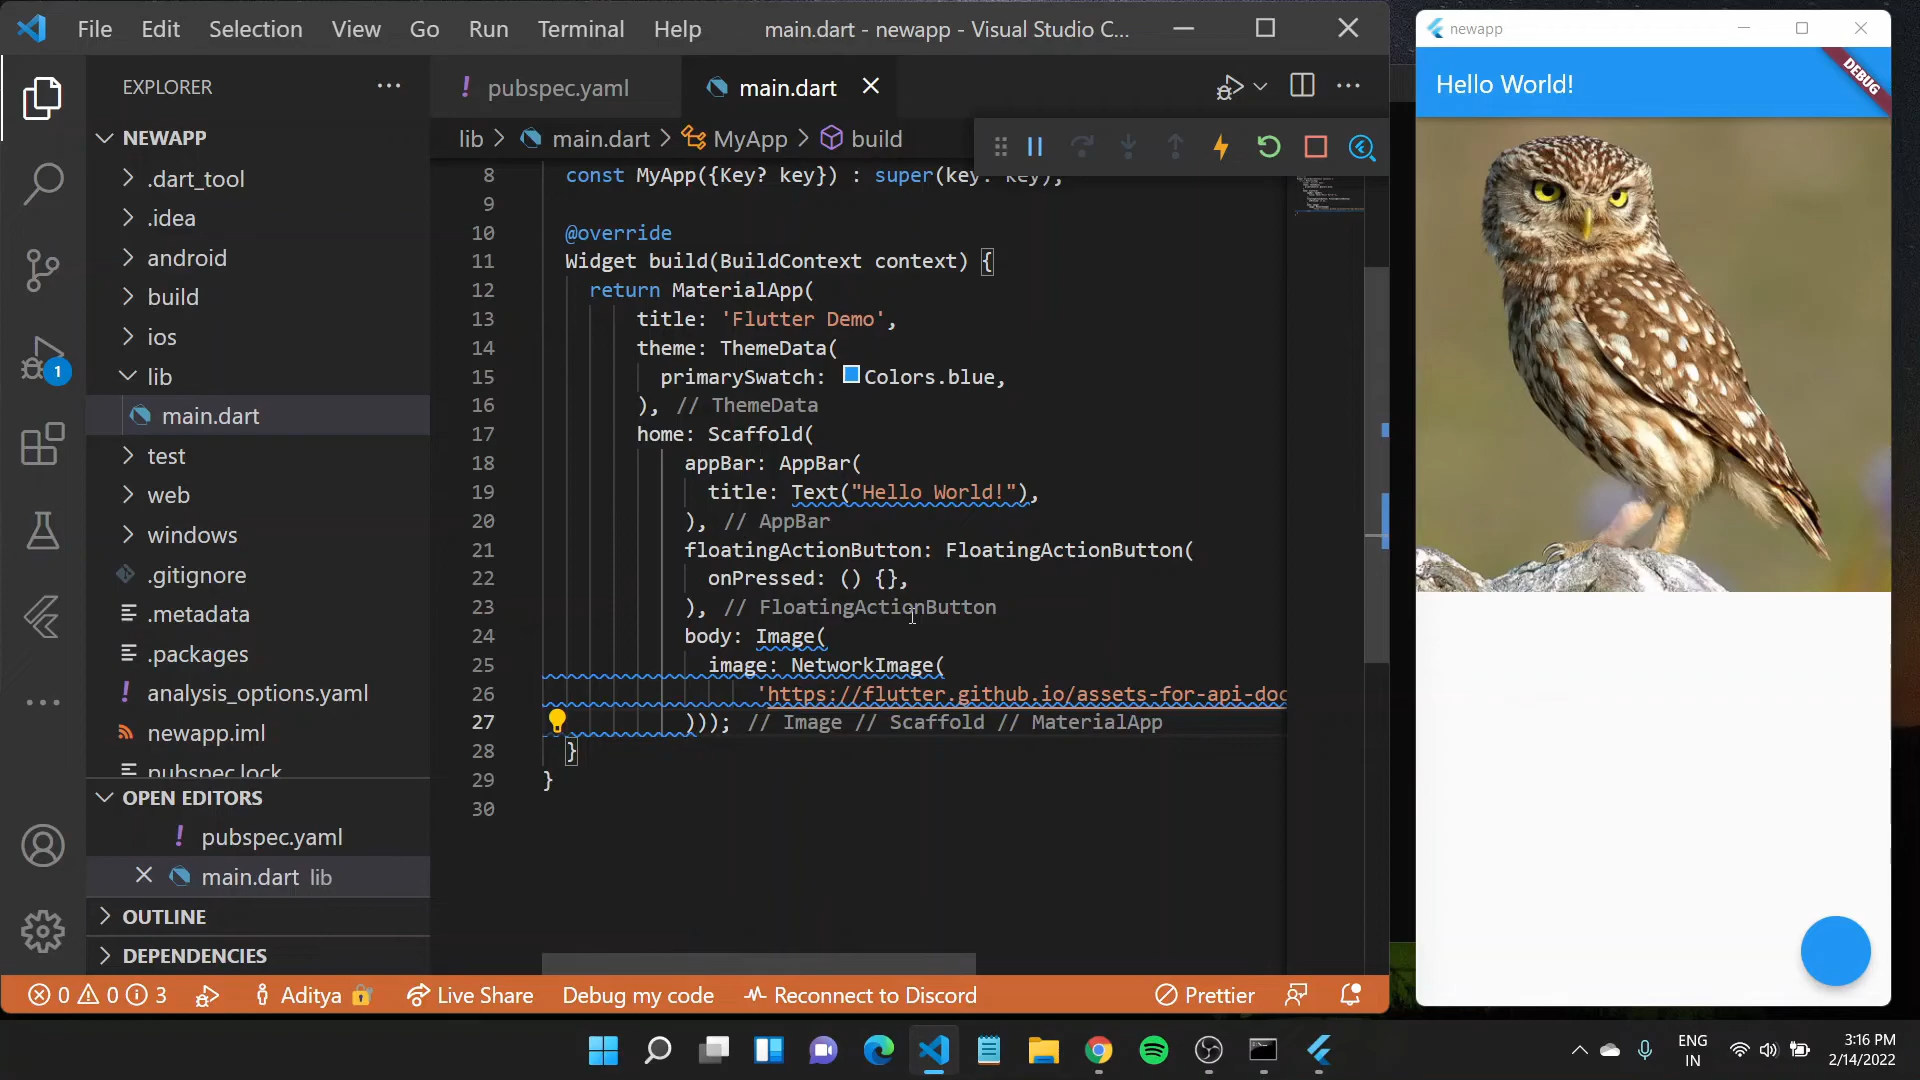 File Edit Selection View Go Run Terminal Help main.dart - newapp - Visual Studio C...
EXPLORER
NEWAPP
.dart_tool
.idea
android
build
ios
lib
main.dart
test
web
windows
.gitignore
.metadata
.packages
analysis_options.yaml
newapp.iml
pubspec.lock
OPEN EDITORS
! pubspec.yaml
main.dart lib
OUTLINE
DEPENDENCIES
1
! pubspec.yaml main.dart
lib > main.dart > MyApp > build
8 const MyApp({Key? key}) : super(key: key);
9
10 @override
11 Widget build(BuildContext context) {
12 return MaterialApp(
13 title: 'Flutter Demo',
14 theme: ThemeData(
15 primarySwatch: Colors.blue,
16 ), // ThemeData
17 home: Scaffold(
18 appBar: AppBar(
19 title: Text("Hello World!"),
20 ), // AppBar
21 floatingActionButton: FloatingActionButton(
22 onPressed: () {},
23 ), // FloatingActionButton
24 body: Image(
25 image: NetworkImage(
26 'https://flutter.github.io/assets-for-api-doc
27 ))); // Image // Scaffold // MaterialApp
28 }
29 }
30
0 0 3 Aditya Live Share Debug my code Reconnect to Discord Prettier
newapp
Hello World!
DEBUG
ENG
IN
3:16 PM
2/14/2022